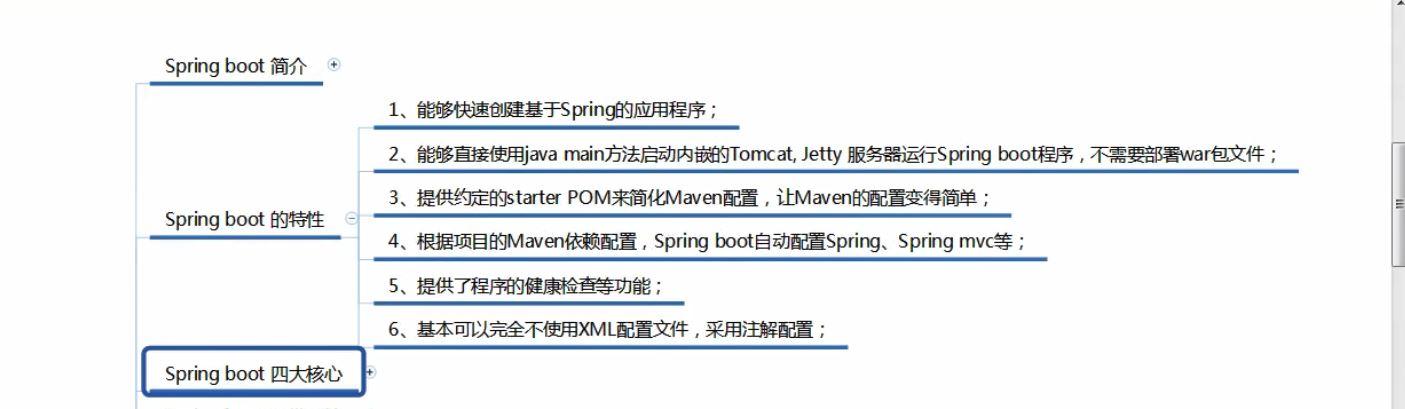 Spring boot 简介
1、能够快速创建基于Spring的应用程序；
2、能够直接使用java main方法启动内嵌的Tomcat, Jetty 服务器运行Spring boot程序，不需要部署war包文件；
3、提供约定的starter POM来简化Maven配置，让Maven的配置变得简单；
Spring boot 的特性
4、根据项目的Maven依赖配置，Spring boot自动配置Spring、Spring mvc等；
5、提供了程序的健康检查等功能；
6、基本可以完全不使用XML配置文件，采用注解配置；
Spring boot 四大核心